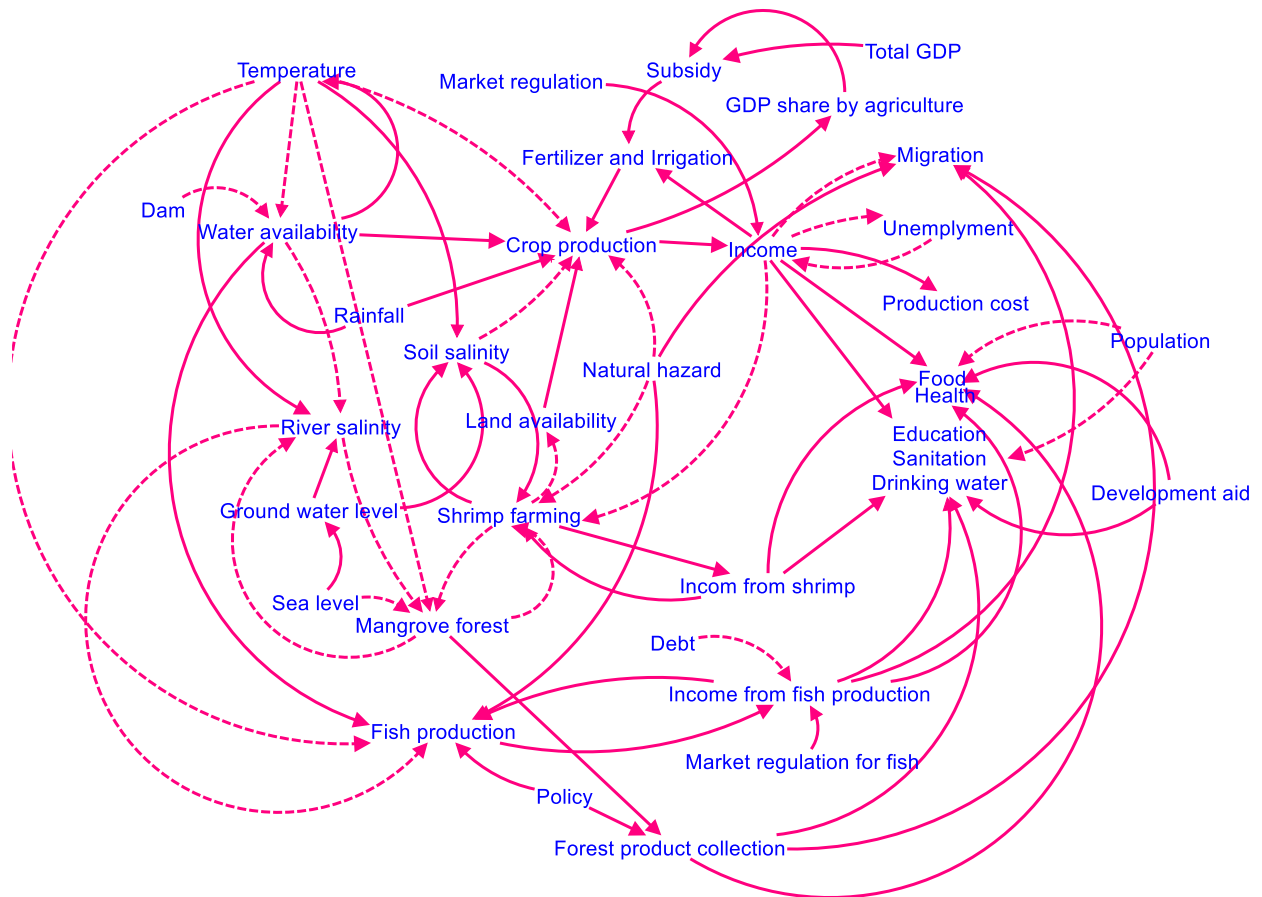 Total GDP
Temperature
Subsidy
Market regulation
GDP share by agriculture
Fertilizer and Irrigation
Migration
Dam
Water availability
Unemplyment
Crop production
Income
+
Production cost
Rainfall
Population
Soil salinity
Natural hazard
Food
Health
Land availability
River salinity
Education
Sanitation
Drinking water
Development aid
Ground water level
Shrimp farming
Incom from shrimp
Sea level
Mangrove forest
Debt
Income from fish production
Fish production
Market regulation for fish
Policy
Forest product collection